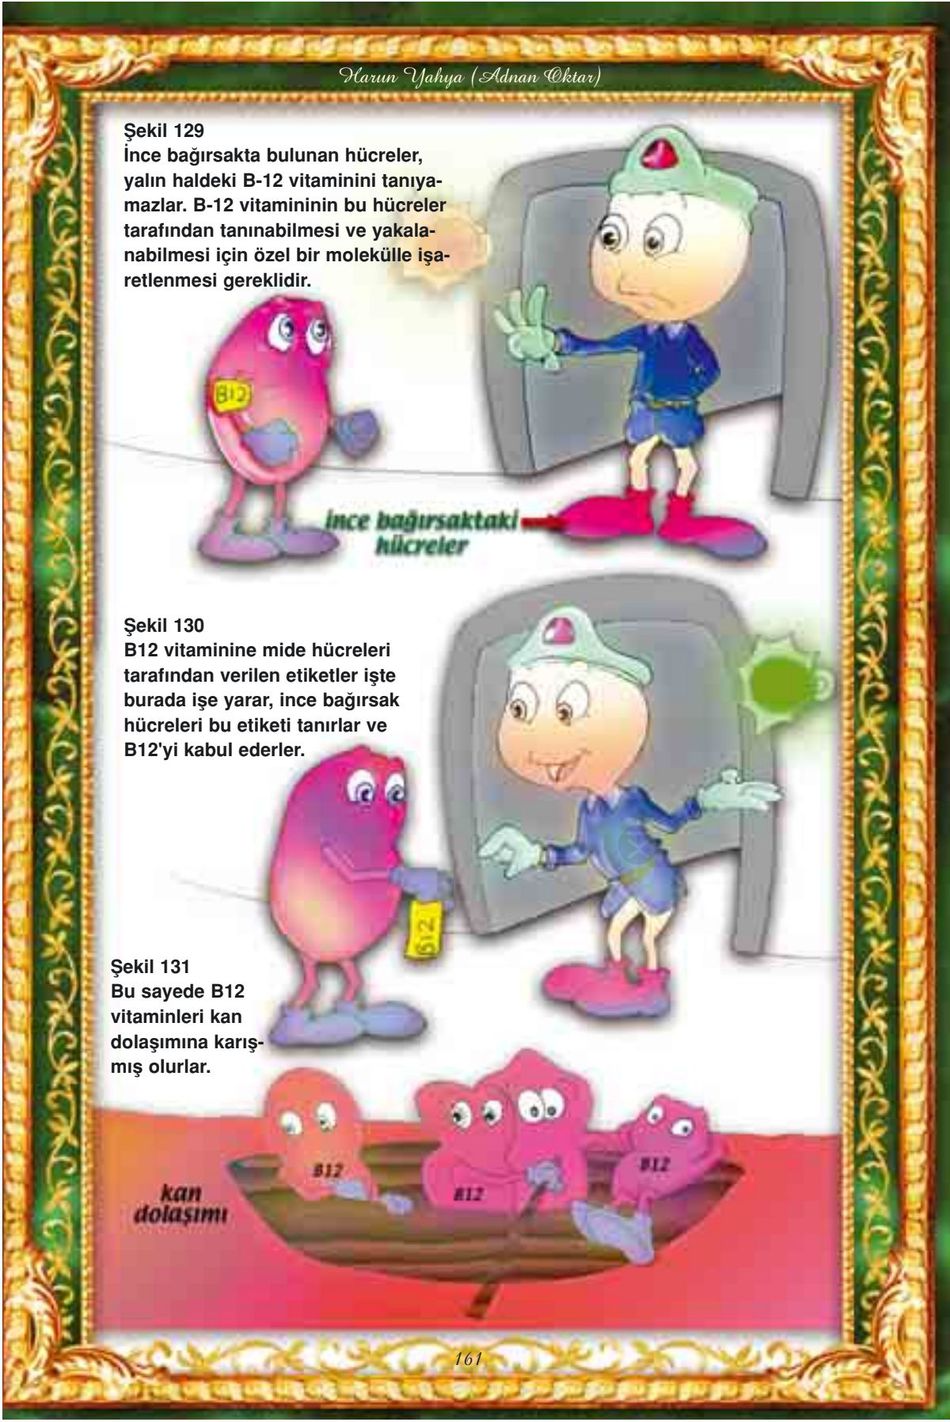 Harun Yahya (Adnan Oktar)
Şekil 129
İnce bağırsakta bulunan hücreler,
yalın haldeki B-12 vitaminini tanıya-
mazlar. B-12 vitamininin bu hücreler
tarafından tanınabilmesi ve yakala-
nabilmesi için özel bir molekülle işa-
retlenmesi gereklidir.
B12
ince bağırsaktaki
hücreler
Şekil 130
B12 vitaminine mide hücreleri
tarafından verilen etiketler işte
burada işe yarar, ince bağırsak
hücreleri bu etiketi tanırlar ve
B12'yi kabul ederler.
B12
Şekil 131
Bu sayede B12
vitaminleri kan
dolaşımına karış-
mış olurlar.
B12
B12
B12
kan
dolaşımı
161